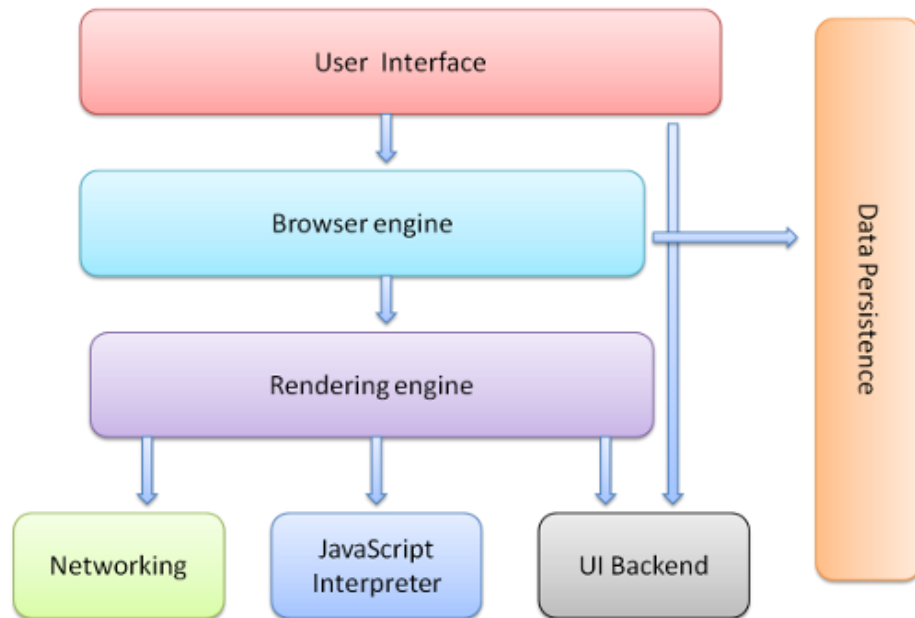 User Interface
Browser engine
Data Persistence
Rendering engine
Networking
JavaScript
Interpreter
UI Backend